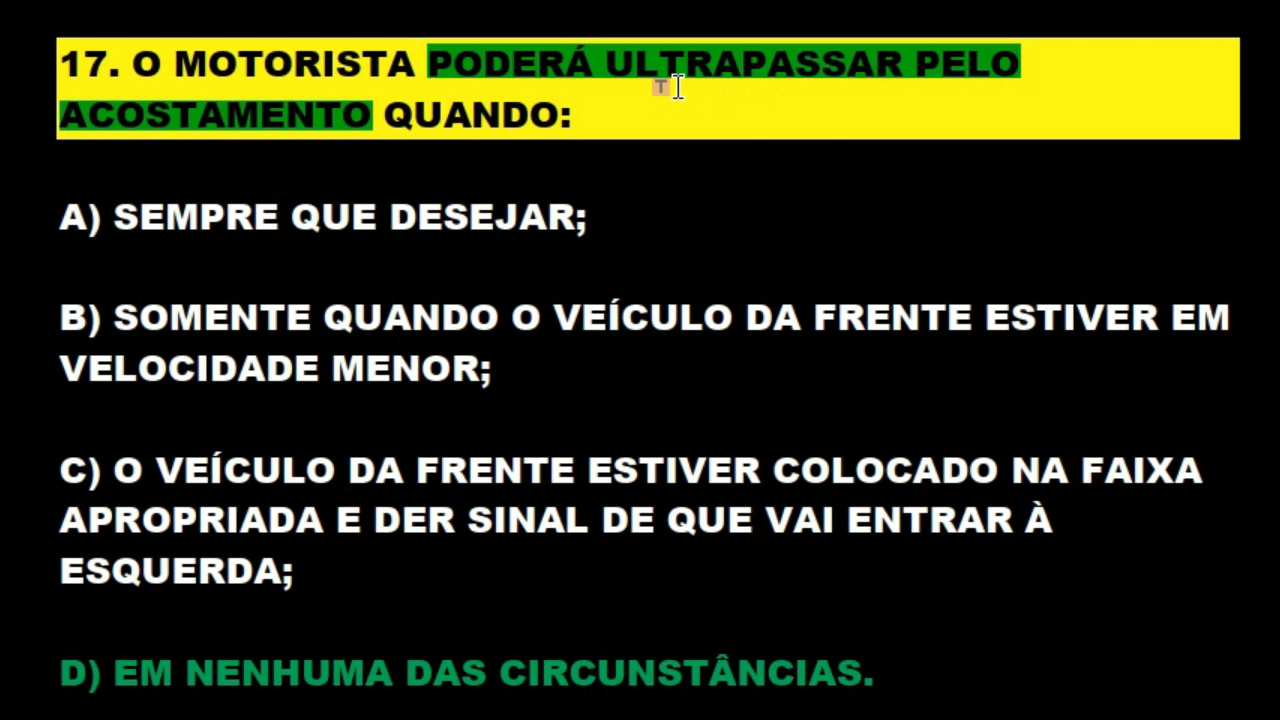 17. O MOTORISTA PODERÁ ULTRAPASSAR PELO
ACOSTAMENTO QUANDO:
A) SEMPRE QUE DESEJAR;
B) SOMENTE QUANDO O VEÍCULO DA FRENTE ESTIVER EM
VELOCIDADE MENOR;
C) O VEÍCULO DA FRENTE ESTIVER COLOCADO NA FAIXA
APROPRIADA E DER SINAL DE QUE VAI ENTRAR À
ESQUERDA;
D) EM NENHUMA DAS CIRCUNSTÂNCIAS.